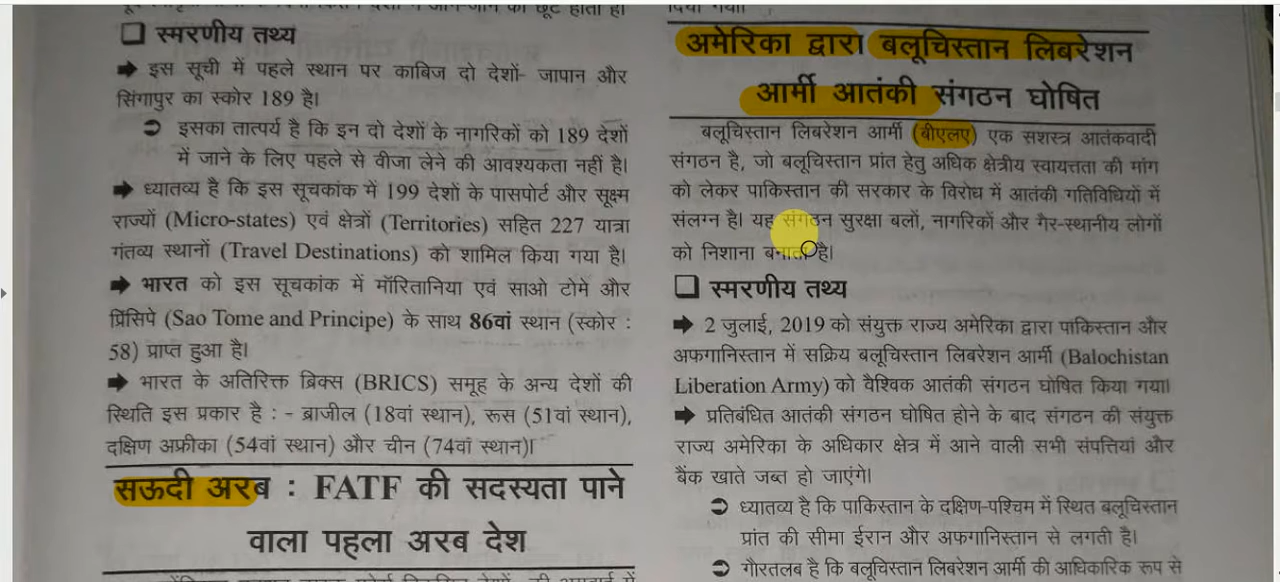 ❑ स्मरणीय तथ्य
➡ इस सूची में पहले स्थान पर काबिज दो देशों- जापान और
सिंगापुर का स्कोर 189 है।
➲ इसका तात्पर्य है कि इन दो देशों के नागरिकों को 189 देशों
में जाने के लिए पहले से वीजा लेने की आवश्यकता नहीं है।
➡ ध्यातव्य है कि इस सूचकांक में 199 देशों के पासपोर्ट और सूक्ष्म
राज्यों (Micro-states) एवं क्षेत्रों (Territories) सहित 227 यात्रा
गंतव्य स्थानों (Travel Destinations) को शामिल किया गया है।
➡ भारत को इस सूचकांक में मॉरितानिया एवं साओ टोमे और
प्रिंसिपे (Sao Tome and Principe) के साथ 86वां स्थान (स्कोर :
58) प्राप्त हुआ है।
➡ भारत के अतिरिक्त ब्रिक्स (BRICS) समूह के अन्य देशों की
स्थिति इस प्रकार है : - ब्राजील (18वां स्थान), रूस (51वां स्थान),
दक्षिण अफ्रीका (54वां स्थान) और चीन (74वां स्थान)।
सऊदी अरब : FATF की सदस्यता पाने
वाला पहला अरब देश
दिया गया।
अमेरिका द्वारा बलूचिस्तान लिबरेशन
आर्मी आतंकी संगठन घोषित
बलूचिस्तान लिबरेशन आर्मी (बीएलए) एक सशस्त्र आतंकवादी
संगठन है, जो बलूचिस्तान प्रांत हेतु अधिक क्षेत्रीय स्वायत्तता की मांग
को लेकर पाकिस्तान की सरकार के विरोध में आतंकी गतिविधियों में
संलग्न है। यह संगठन सुरक्षा बलों, नागरिकों और गैर-स्थानीय लोगों
को निशाना बनाता है।
❑ स्मरणीय तथ्य
➡ 2 जुलाई, 2019 को संयुक्त राज्य अमेरिका द्वारा पाकिस्तान और
अफगानिस्तान में सक्रिय बलूचिस्तान लिबरेशन आर्मी (Balochistan
Liberation Army) को वैश्विक आतंकी संगठन घोषित किया गया।
➡ प्रतिबंधित आतंकी संगठन घोषित होने के बाद संगठन की संयुक्त
राज्य अमेरिका के अधिकार क्षेत्र में आने वाली सभी संपत्तियां और
बैंक खाते जब्त हो जाएंगे।
➲ ध्यातव्य है कि पाकिस्तान के दक्षिण-पश्चिम में स्थित बलूचिस्तान
प्रांत की सीमा ईरान और अफगानिस्तान से लगती है।
➲ गौरतलब है कि बलूचिस्तान लिबरेशन आर्मी की आधिकारिक रूप से